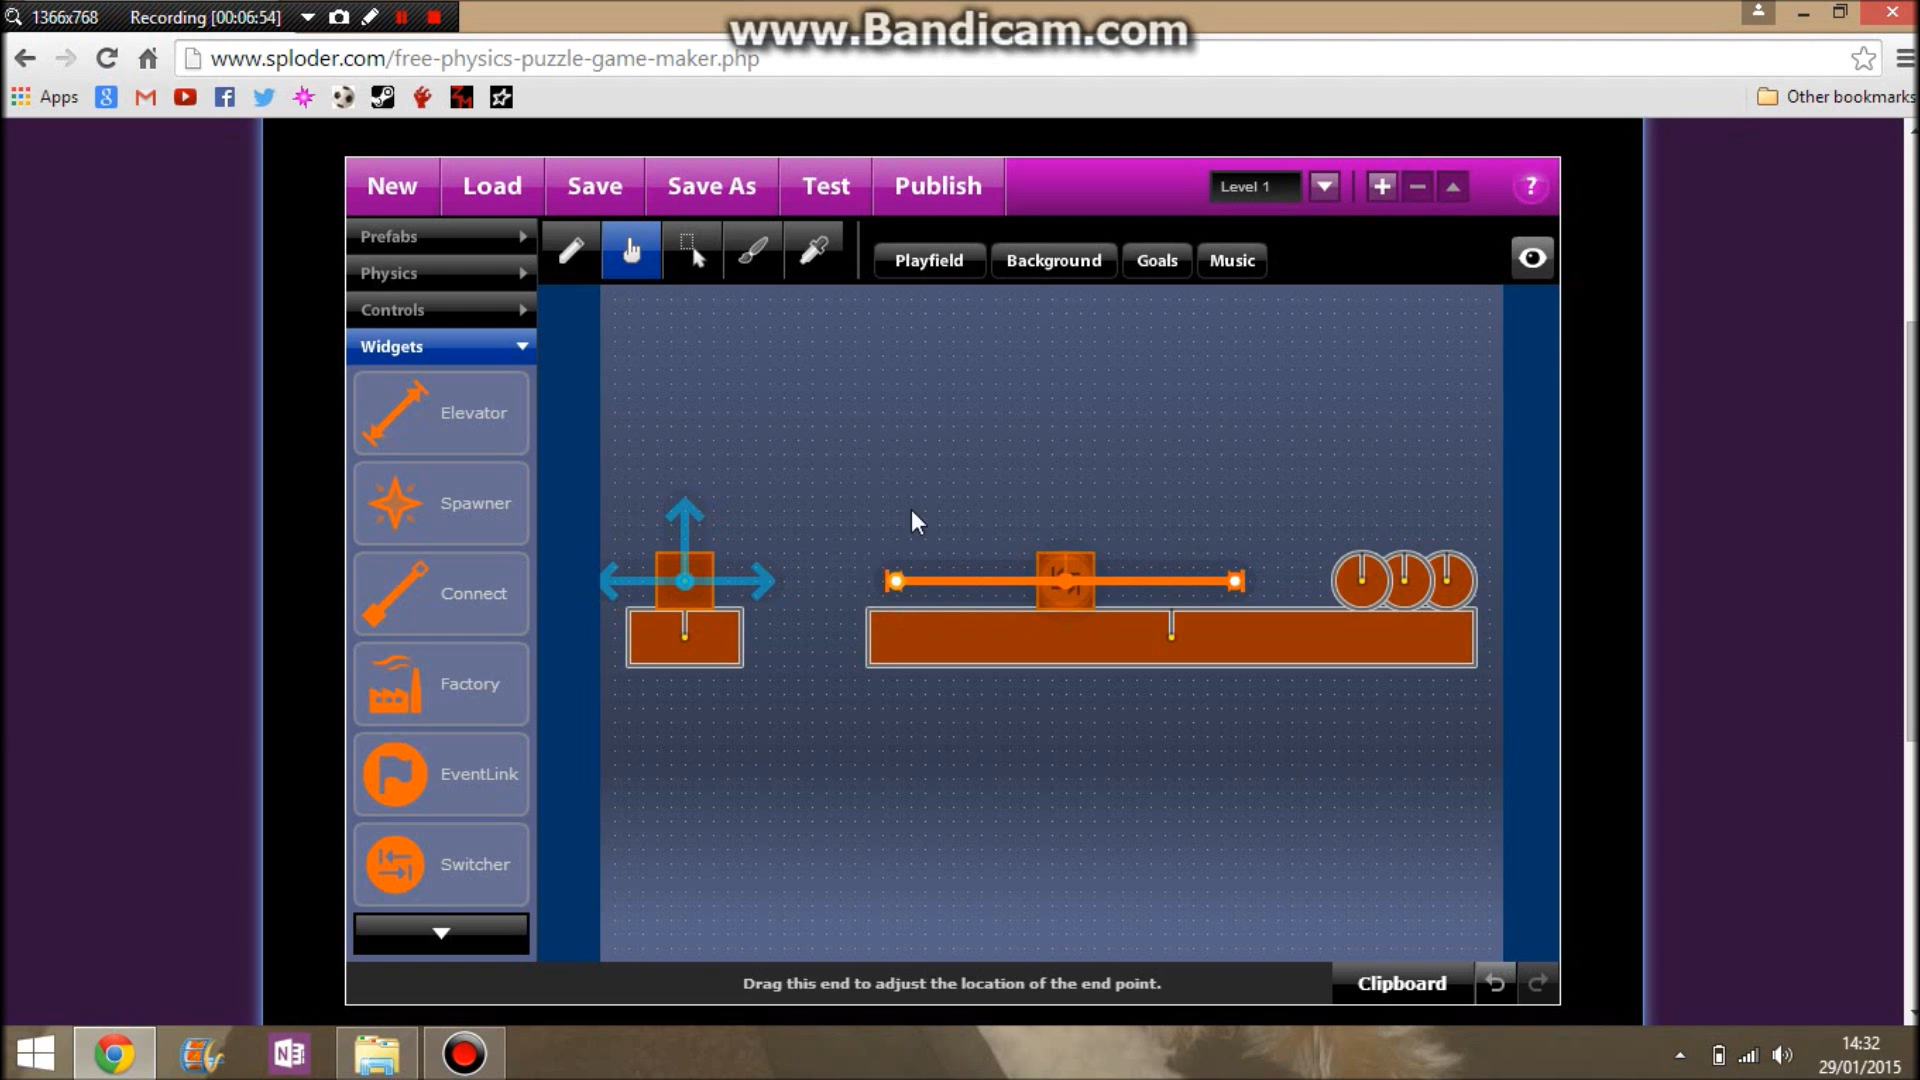 1366x768 Recording [00:06:54]
www.Bandicam.com
www.sploder.com/free-physics-puzzle-game-maker.php
Apps
Other bookmarks
New Load Save Save As Test Publish Level 1 + - ?
Prefabs
Physics
Controls
Widgets
Playfield Background Goals Music
Elevator
Spawner
Connect
Factory
EventLink
Switcher
Drag this end to adjust the location of the end point.
Clipboard
14:32
29/01/2015